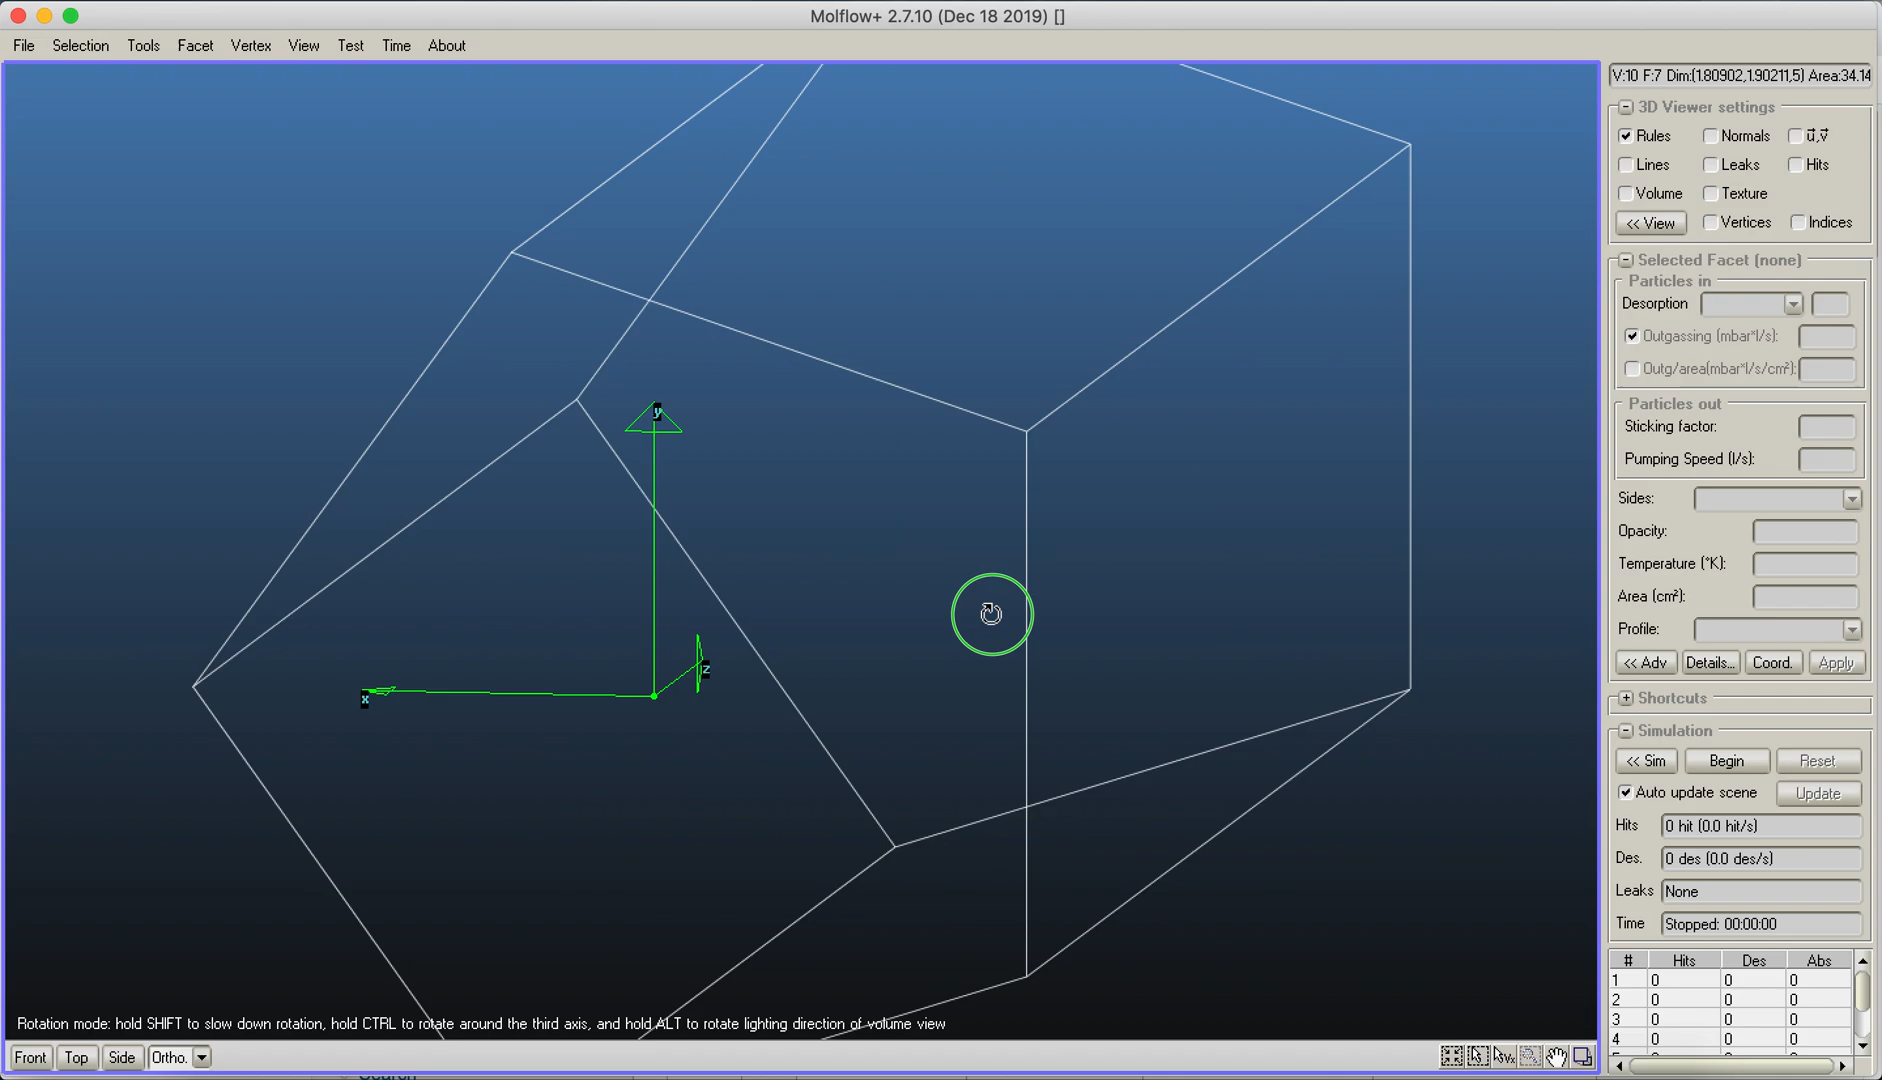 Molflow+ 2.7.10 (Dec 18 2019) []
File Selection Tools Facet Vertex View Test Time About
V:10 F:7 Dim:(1.80902,1.90211,5) Area:34.14
3D Viewer settings
Rules Normals u,v
Lines Leaks Hits
Volume Texture
<< View Vertices Indices
Selected Facet (none)
Particles in
Desorption
Outgassing (mbar*l/s):
Outg/area(mbar*l/s/cm²):
Particles out
Sticking factor:
Pumping Speed (l/s):
Sides:
Opacity:
Temperature (°K):
Area (cm²):
Profile:
<< Adv Details... Coord. Apply
Shortcuts
Simulation
<< Sim Begin Reset
Auto update scene Update
Hits 0 hit (0.0 hit/s)
Des. 0 des (0.0 des/s)
Leaks None
Time Stopped: 00:00:00
# Hits Des Abs
1 0 0 0
2 0 0 0
3 0 0 0
4 0 0 0
y
z
x
Rotation mode: hold SHIFT to slow down rotation, hold CTRL to rotate around the third axis, and hold ALT to rotate lighting direction of volume view
Front Top Side Ortho.